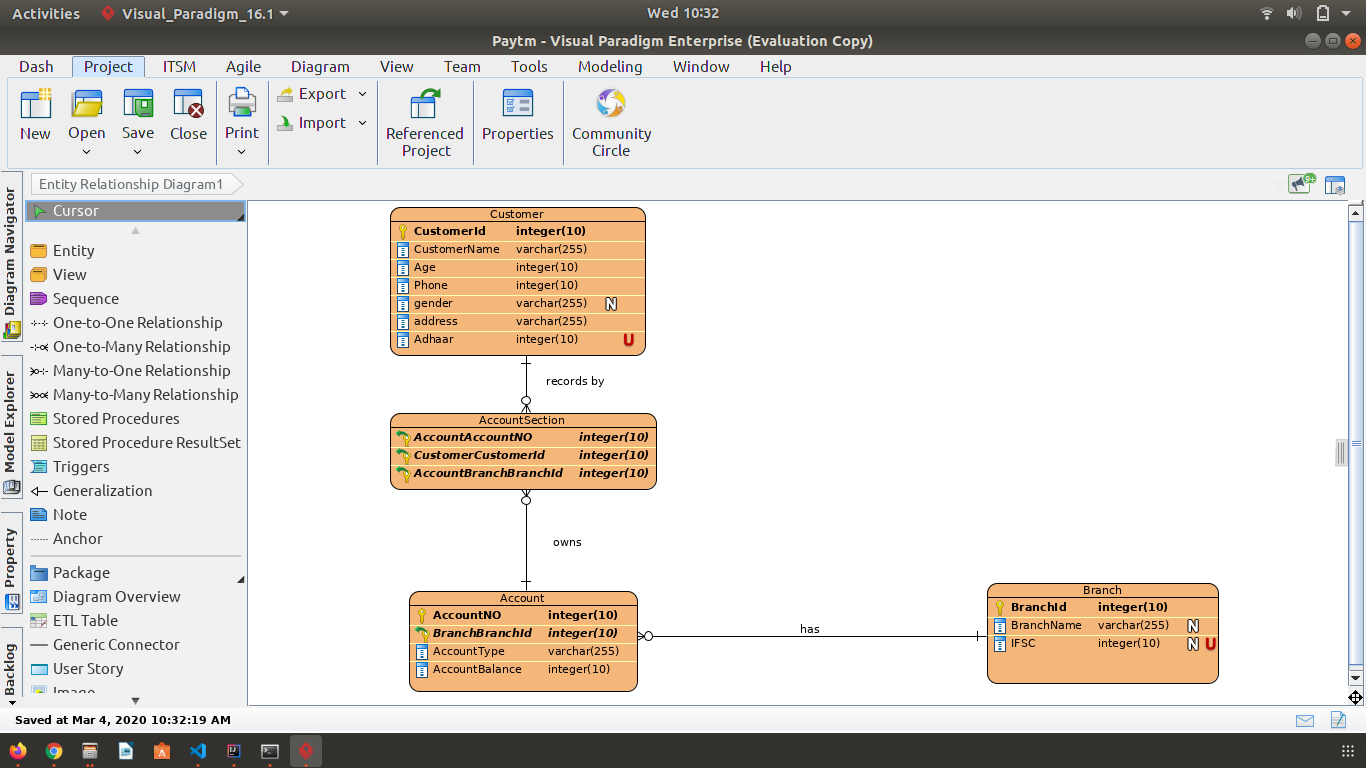 Activities Visual_Paradigm_16.1 Wed 10:32
Paytm - Visual Paradigm Enterprise (Evaluation Copy)
Dash Project ITSM Agile Diagram View Team Tools Modeling Window Help
New Open Save Close Print Export Import Referenced Project Properties Community Circle
Entity Relationship Diagram1
9+
Diagram Navigator
Model Explorer
Property
Backlog
Cursor
Entity
View
Sequence
One-to-One Relationship
One-to-Many Relationship
Many-to-One Relationship
Many-to-Many Relationship
Stored Procedures
Stored Procedure ResultSet
Triggers
Generalization
Note
Anchor
Package
Diagram Overview
ETL Table
Generic Connector
User Story
Image
Customer
CustomerId integer(10)
CustomerName varchar(255)
Age integer(10)
Phone integer(10)
gender varchar(255) N
address varchar(255)
Adhaar integer(10) U
records by
AccountSection
AccountAccountNO integer(10)
CustomerCustomerId integer(10)
AccountBranchBranchId integer(10)
owns
Account
AccountNO integer(10)
BranchBranchId integer(10)
AccountType varchar(255)
AccountBalance integer(10)
has
Branch
BranchId integer(10)
BranchName varchar(255) N
IFSC integer(10) N U
Saved at Mar 4, 2020 10:32:19 AM